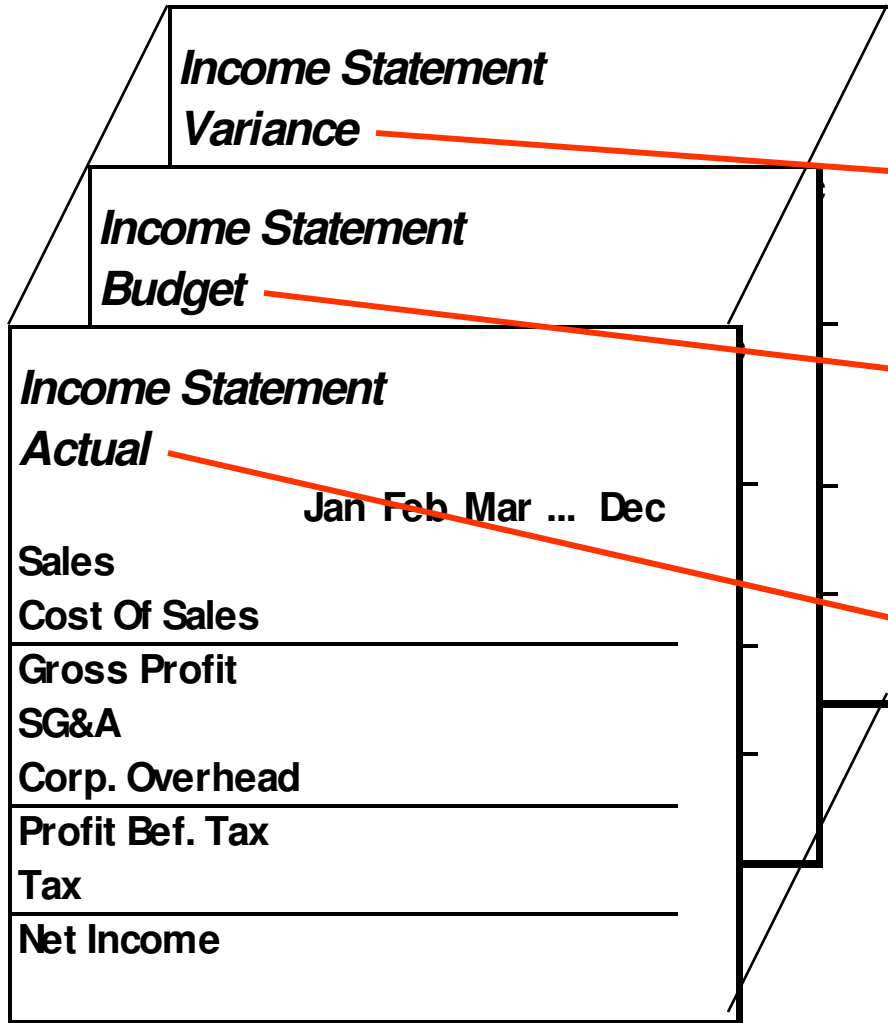 Income Statement
Variance
Income Statement
Budget
Income Statement
Actual
Jan Feb Mar ... Dec
Sales
Cost Of Sales
Gross Profit
SG&A
Corp. Overhead
Profit Bef. Tax
Tax
Net Income